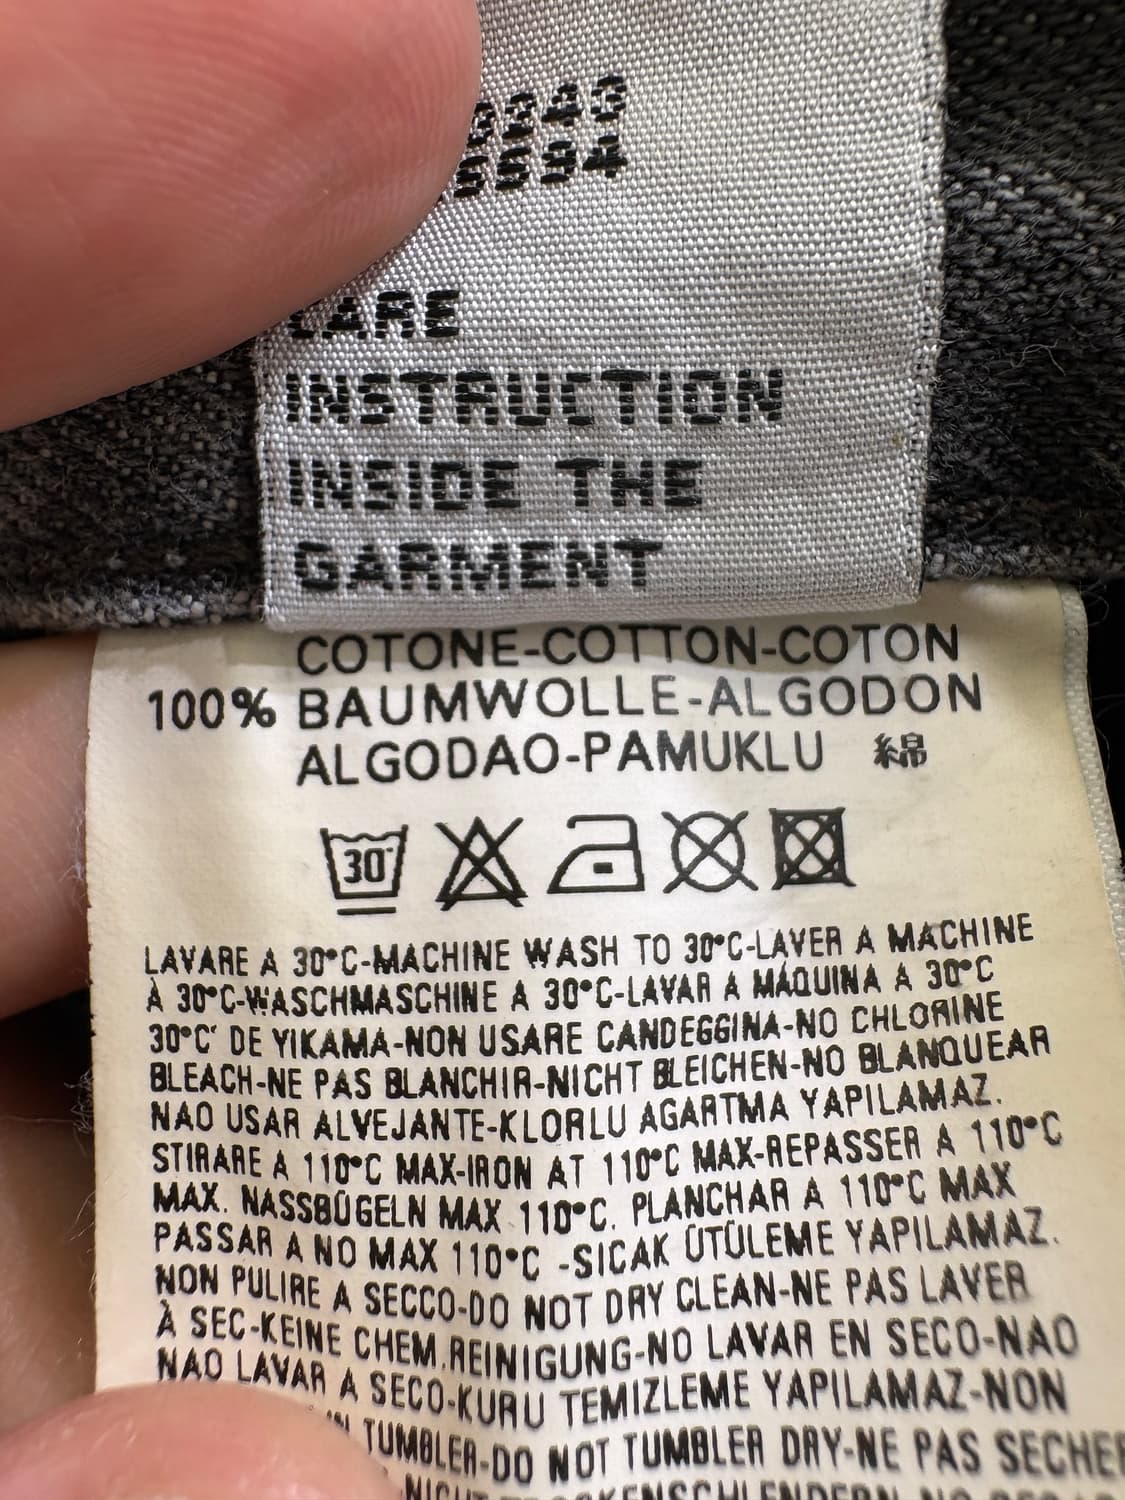 3243
5594
CARE
INSTRUCTION
INSIDE THE
GARMENT
COTONE-COTTON-COTON
100% BAUMWOLLE-ALGODON
ALGODAO-PAMUKLU 綿
30°
LAVARE A 30°C-MACHINE WASH TO 30°C-LAVER A MACHINE
À 30°C-WASCHMASCHINE A 30°C-LAVAR A MÁQUINA A 30°C
30°C' DE YIKAMA-NON USARE CANDEGGINA-NO CHLORINE
BLEACH-NE PAS BLANCHIR-NICHT BLEICHEN-NO BLANQUEAR
NAO USAR ALVEJANTE-KLORLU AGARTMA YAPILAMAZ.
STIRARE A 110°C MAX-IRON AT 110°C MAX-REPASSER A 110°C
MAX. NASSBÜGELN MAX 110°C. PLANCHAR A 110°C MAX
PASSAR A NO MAX 110°C -SICAK ÜTÜLEME YAPILAMAZ.
NON PULIRE A SECCO-DO NOT DRY CLEAN-NE PAS LAVER
À SEC-KEINE CHEM.REINIGUNG-NO LAVAR EN SECO-NAO
NAO LAVAR A SECO-KURU TEMIZLEME YAPILAMAZ-NON
TUMBLER-DO NOT TUMBLER DRY-NE PAS SECHER